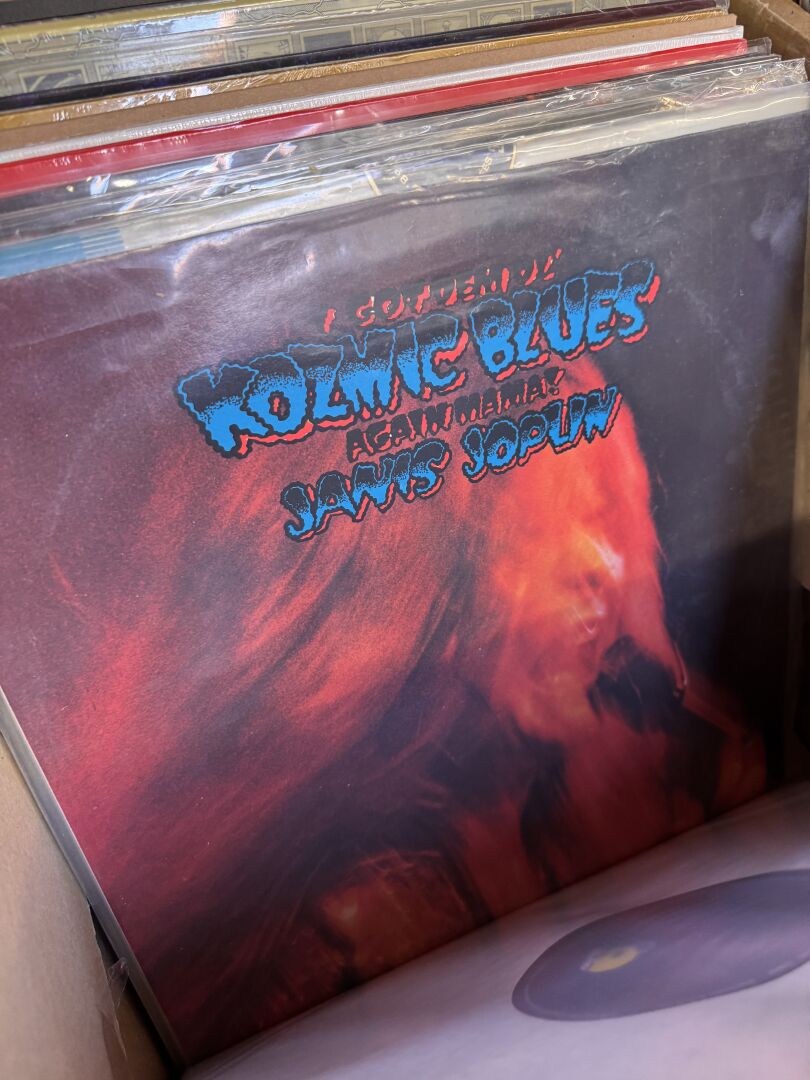 I GOT DEM OL'
KOZMIC BLUES
AGAIN MAMA!
JANIS JOPLIN